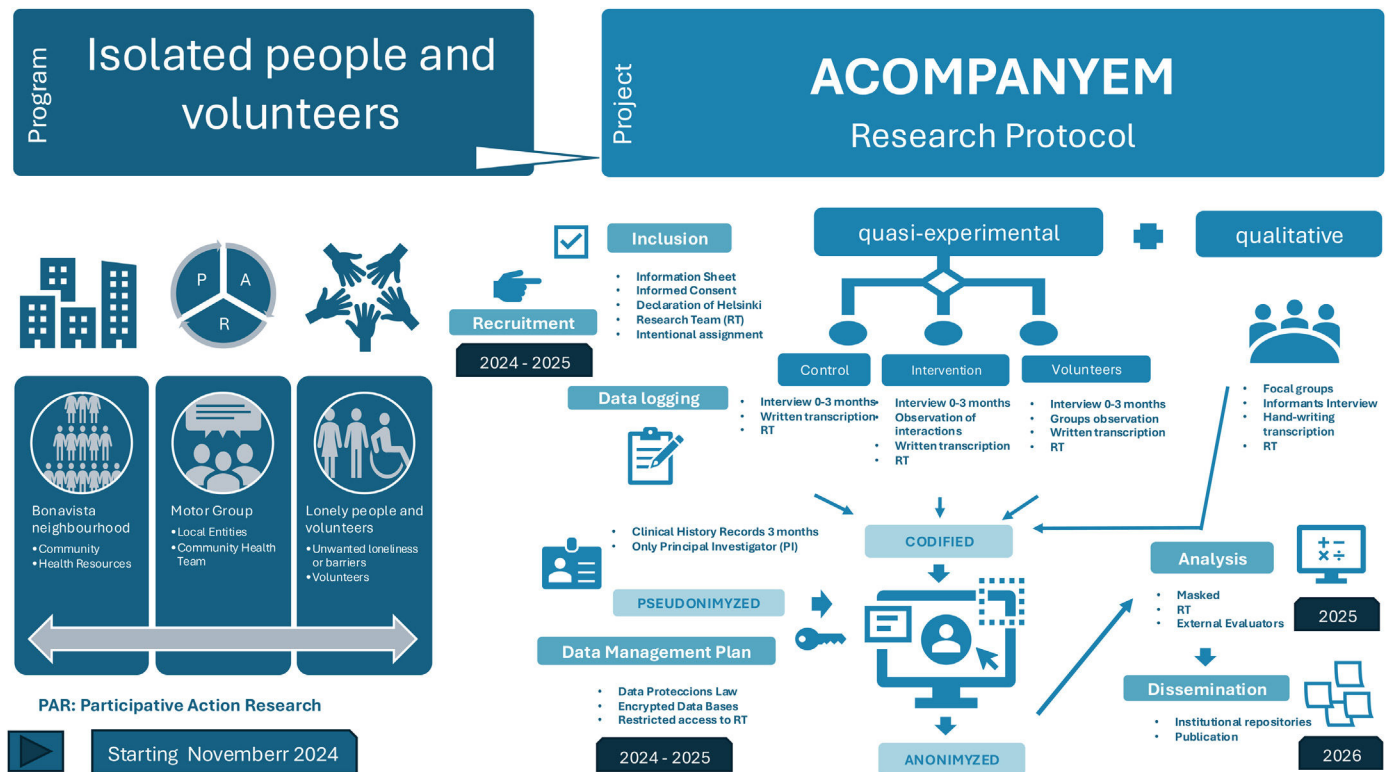 Program
Isolated people and
volunteers
Project
ACOMPANYEM
Research Protocol
P
A
R
Bonavista
neighbourhood
• Community
• Health Resources
Motor Group
• Local Entities
• Community Health
Team
Lonely people and
volunteers
• Unwanted loneliness
or barriers
• Volunteers
PAR: Participative Action Research
Starting Novemberr 2024
Recruitment
2024 - 2025
Inclusion
• Information Sheet
• Informed Consent
• Declaration of Helsinki
• Research Team (RT)
• Intentional assignment
Data logging
• Clinical History Records 3 months
• Only Principal Investigator (PI)
PSEUDONIMYZED
Data Management Plan
• Data Proteccions Law
• Encrypted Data Bases
• Restricted access to RT
2024 - 2025
quasi-experimental
qualitative
Control
• Interview 0-3 months
• Written transcription
• RT
Intervention
• Interview 0-3 months
• Observation of
interactions
• Written transcription
• RT
Volunteers
• Interview 0-3 months
• Groups observation
• Written transcription
• RT
• Focal groups
• Informants Interview
• Hand-writing
transcription
• RT
CODIFIED
ANONIMYZED
Analysis
• Masked
• RT
• External Evaluators
2025
Dissemination
• Institutional repositories
• Publication
2026